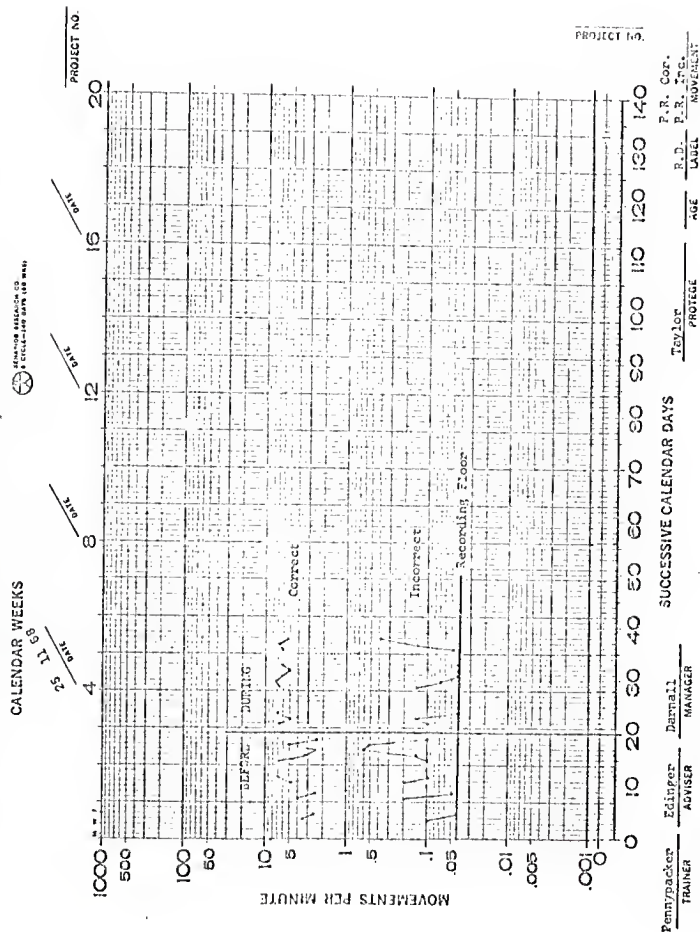 CALENDAR WEEKS
25 11 68
DATE
DATE
DATE
DATE
BEHAVIOR RESEARCH CO
PROJECT NO.
4
8
12
16
20
1000
500
100
50
10
5
1
.5
.1
.05
.01
.005
.001
0
MOVEMENTS PER MINUTE
BEFORE
DURING
Correct
Incorrect
Recording Floor
PROJECT NO.
0 10 20 30 40 50 60 70 80 90 100 110 120 130 140
SUCCESSIVE CALENDAR DAYS
Pennypacker
TRAINER
Edinger
ADVISER
Darnall
MANAGER
Taylor
PROTEGE
AGE
R.D.
LABEL
P.R. Cor.
P.R. Inc.
MOVEMENT